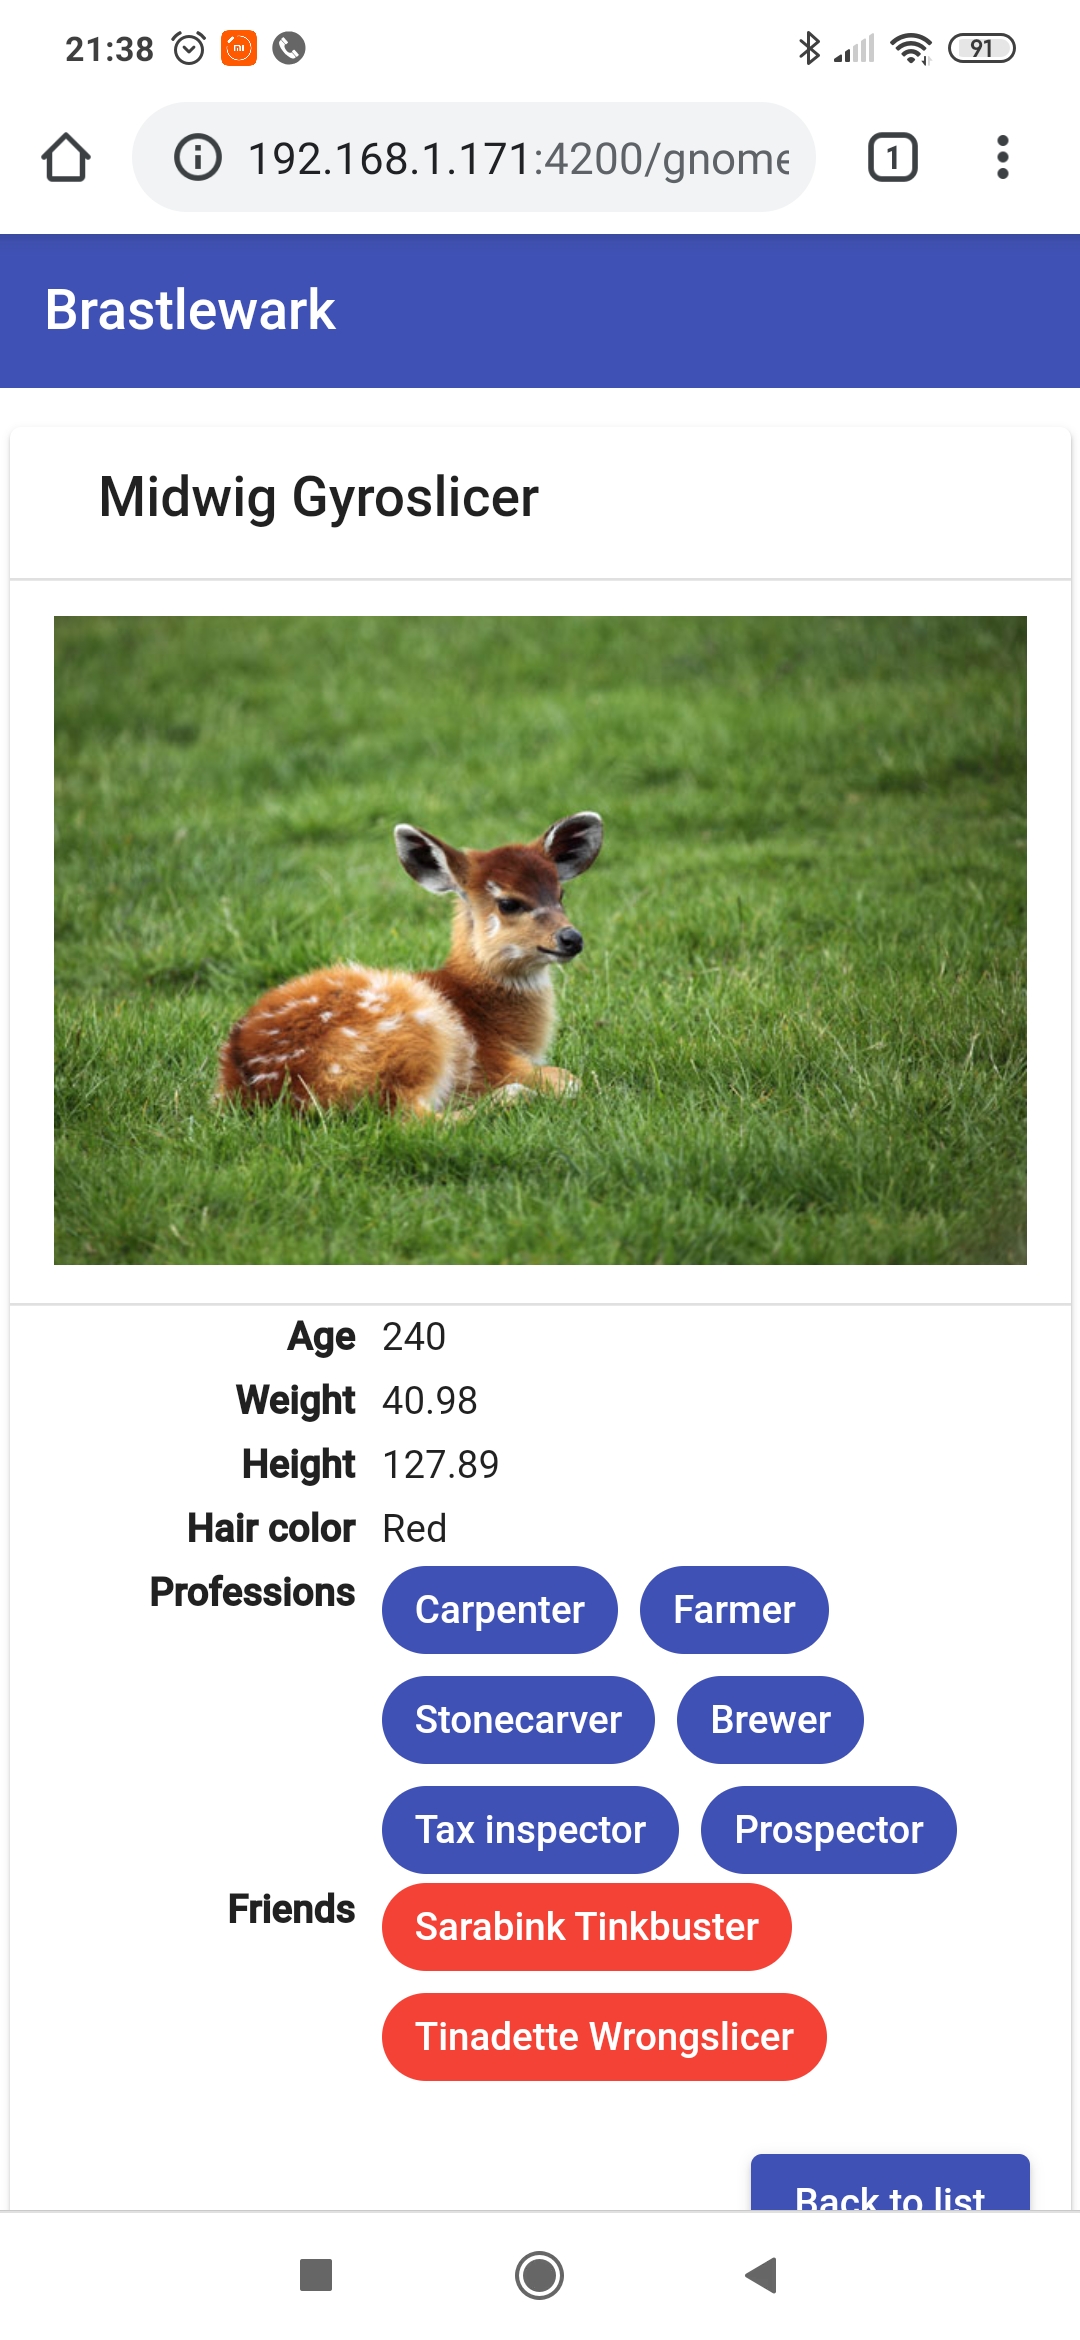 21:38 91
192.168.1.171:4200/gnome
1
Brastlewark
Midwig Gyroslicer
Age 240
Weight 40.98
Height 127.89
Hair color Red
Professions Carpenter Farmer
Stonecarver Brewer
Tax inspector Prospector
Friends Sarabink Tinkbuster
Tinadette Wrongslicer
Back to list